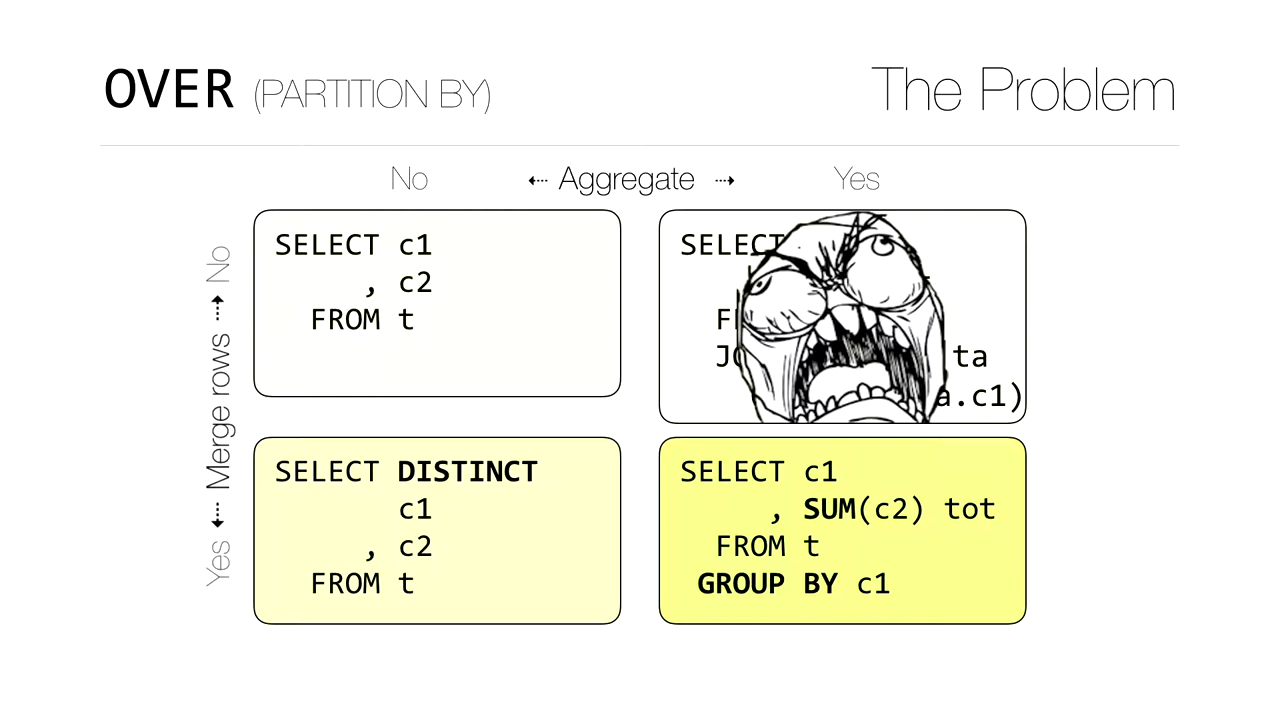 OVER (PARTITION BY)
The Problem
No Aggregate Yes
No Merge rows Yes
SELECT c1
, c2
FROM t
SELECT
ta
a.c1)
SELECT DISTINCT
c1
, c2
FROM t
SELECT c1
, SUM(c2) tot
FROM t
GROUP BY c1